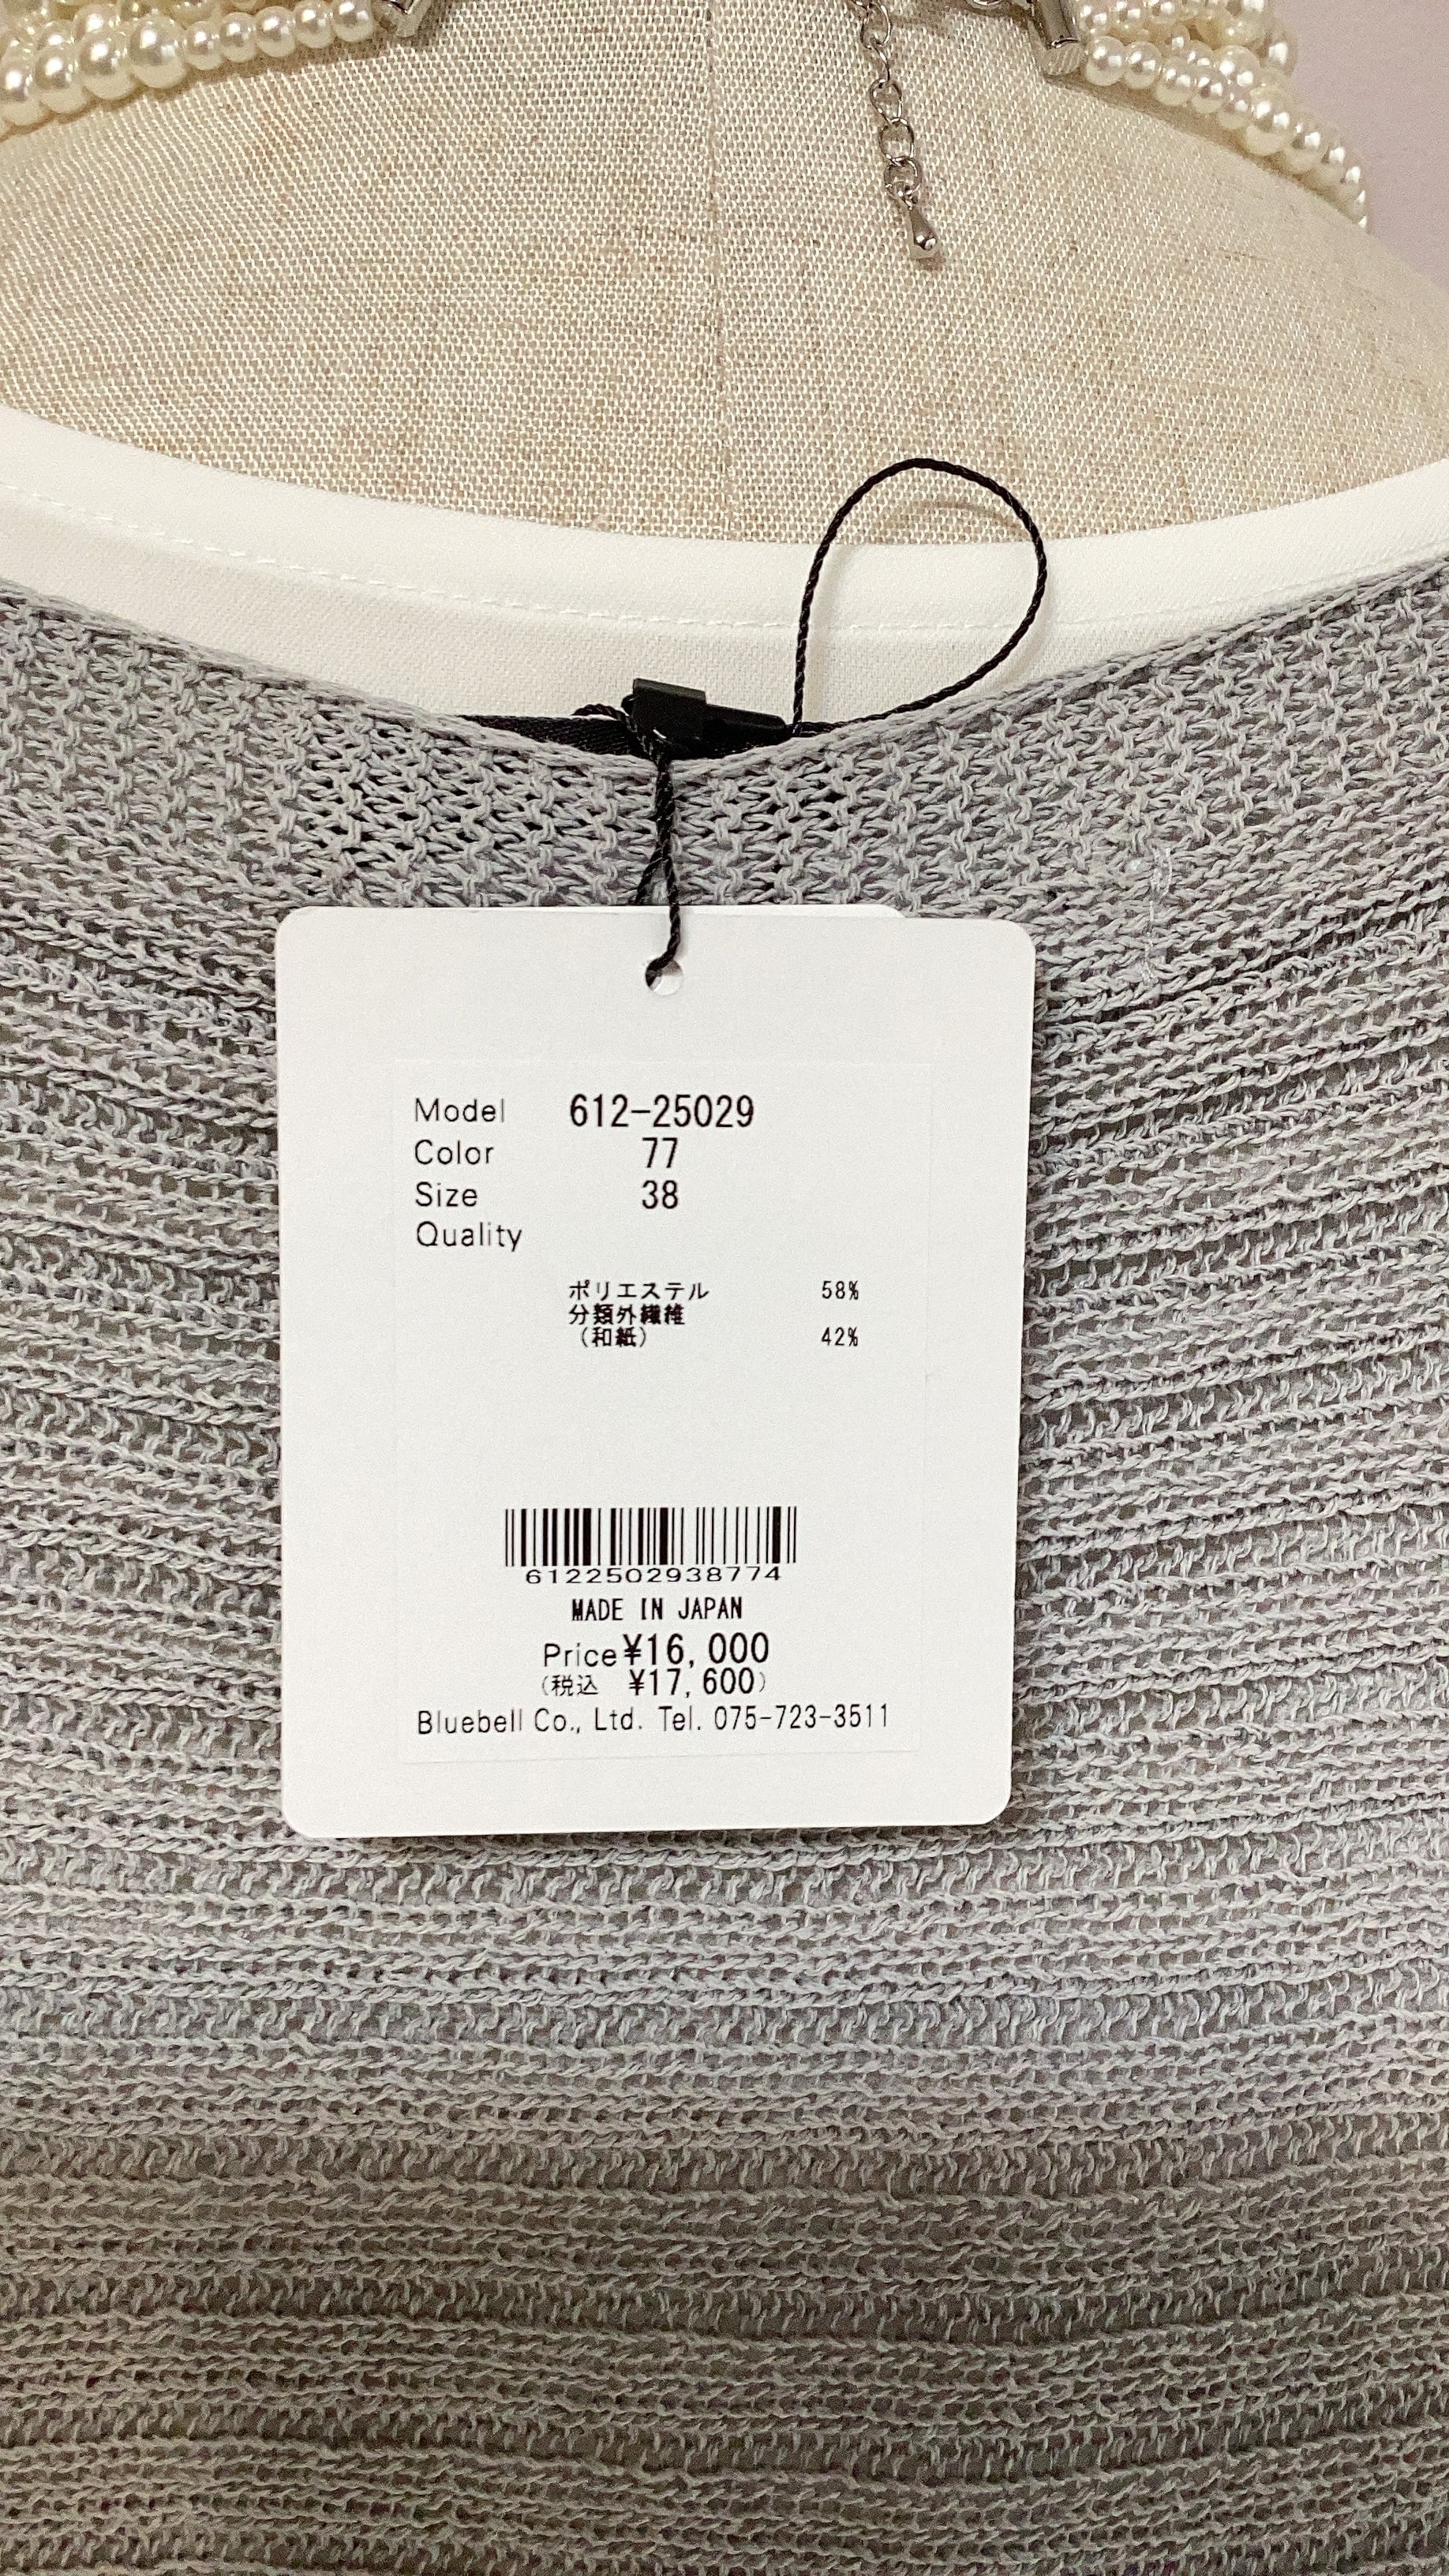 Model 612-25029
Color 77
Size 38
Quality
ポリエステル 58%
分類外繊維
（和紙） 42%
6122502938774
MADE IN JAPAN
Price ¥16,000
(税込 ¥17,600)
Bluebell Co., Ltd. Tel. 075-723-3511